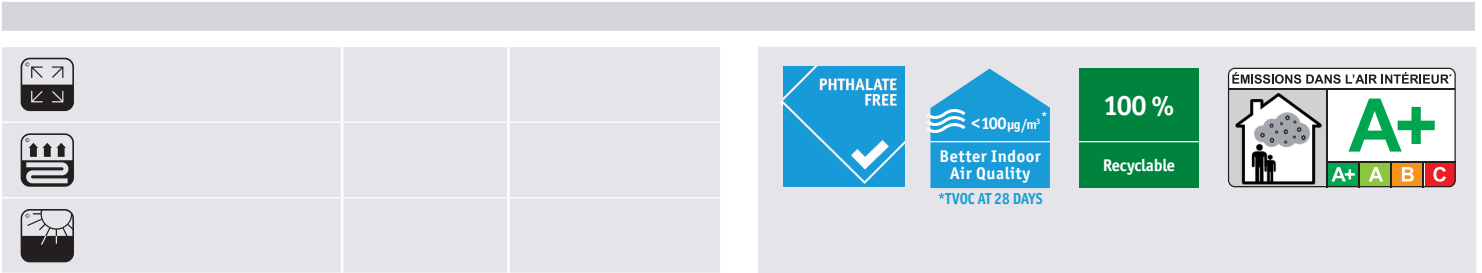 PHTHALATE
FREE
<100µg/m³*
Better Indoor
Air Quality
*TVOC AT 28 DAYS
100 %
Recyclable
ÉMISSIONS DANS L'AIR INTÉRIEUR*
A+
A+ A B C
©
©
©